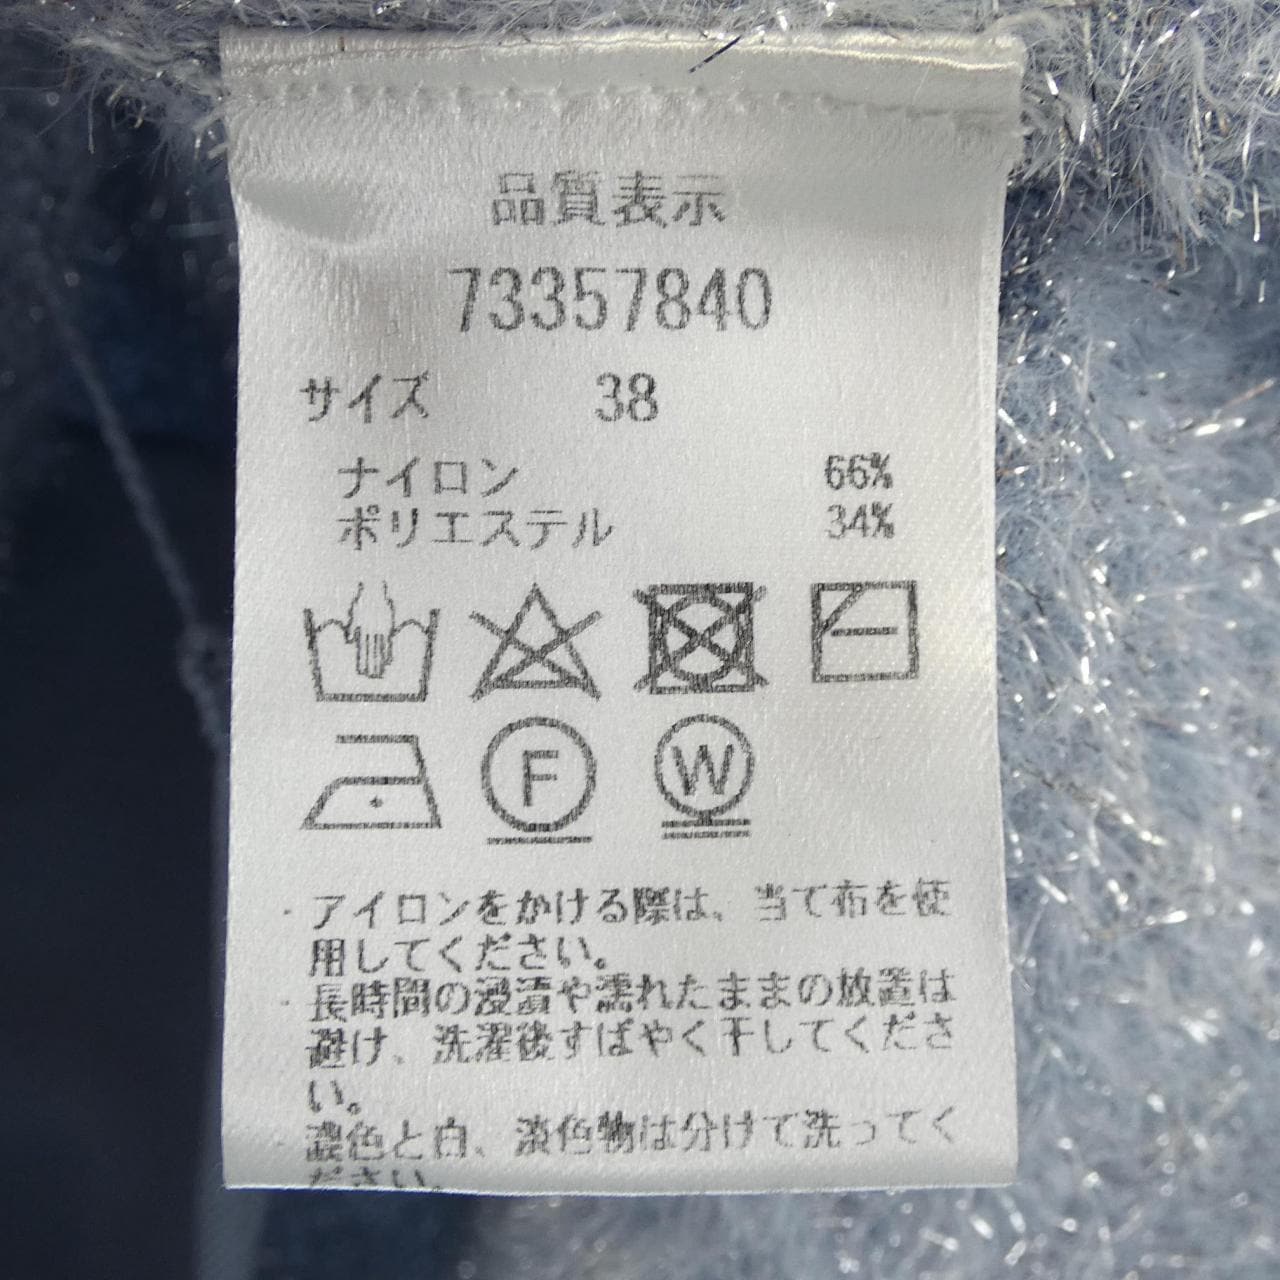 品質表示
73357840
サイズ 38
ナイロン 66%
ポリエステル 34%
F W
・アイロンをかける際は、当て布を使
用してください。
・長時間の浸漬や濡れたままの放置は
避け、洗濯後すばやく干してくださ
い。
・濃色と白、淡色物は分けて洗ってく
ださい。